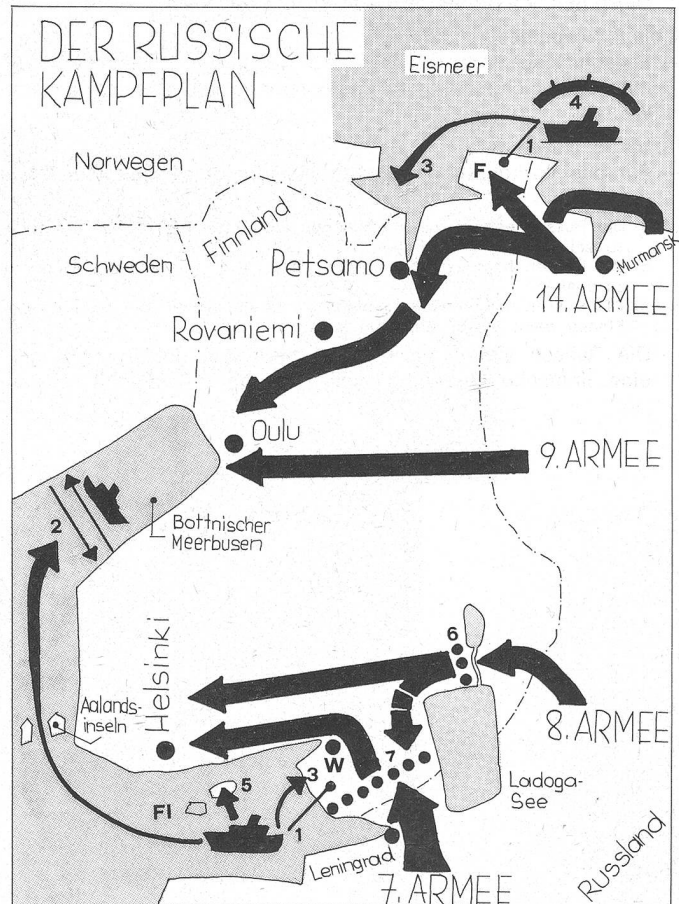 DER RUSSISCHE
KAMPFPLAN
Eismeer
4
1
3
F
Norwegen
Finnland
Schweden
Petsamo
Murmansk
14. ARMEE
Rovaniemi
Oulu
9. ARMEE
2
Bottnischer
Meerbusen
Helsinki
6
Aalands-
inseln
8. ARMEE
W
3
7
5
FI
1
Ladoga-
See
Leningrad
7. ARMEE
Russland